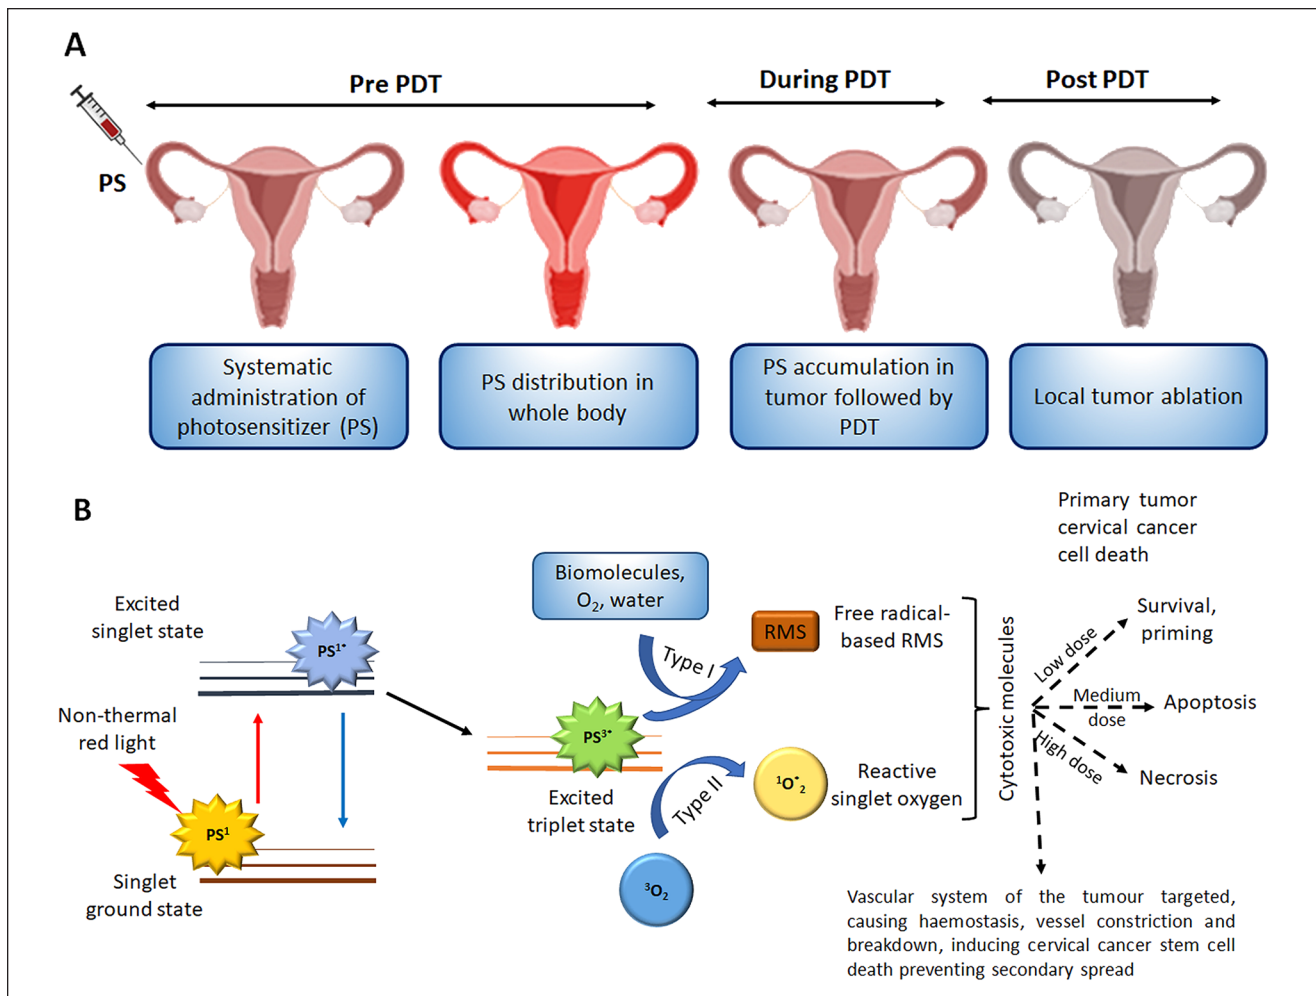 A
Pre PDT
During PDT
Post PDT
PS
Systematic
administration of
photosensitizer (PS)
PS distribution in
whole body
PS accumulation in
tumor followed by
PDT
Local tumor ablation
B
Primary tumor
cervical cancer
cell death
Biomolecules,
O₂, water
Excited
singlet state
PS¹*
Non-thermal
red light
PS¹
Singlet
ground state
Type I
RMS
Free radical-
based RMS
PS³*
Excited
triplet state
Type II
¹O*₂
Reactive
singlet oxygen
³O₂
Cytotoxic molecules
Low dose
Survival,
priming
Medium
dose
Apoptosis
High dose
Necrosis
Vascular system of the tumour targeted,
causing haemostasis, vessel constriction and
breakdown, inducing cervical cancer stem cell
death preventing secondary spread